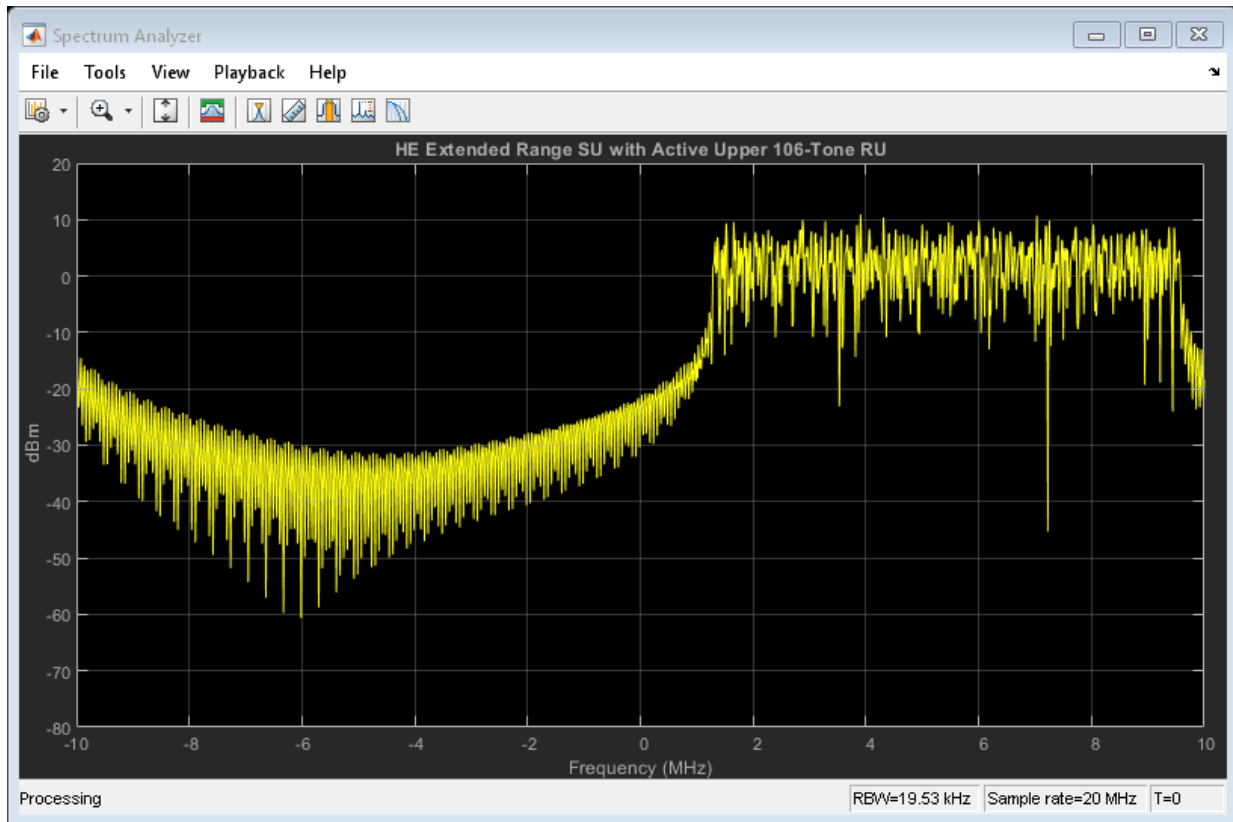 Spectrum Analyzer
File Tools View Playback Help
HE Extended Range SU with Active Upper 106-Tone RU
20
10
0
-10
-20
-30
-40
-50
-60
-70
-80
dBm
-10 -8 -6 -4 -2 0 2 4 6 8 10
Frequency (MHz)
Processing RBW=19.53 kHz Sample rate=20 MHz T=0